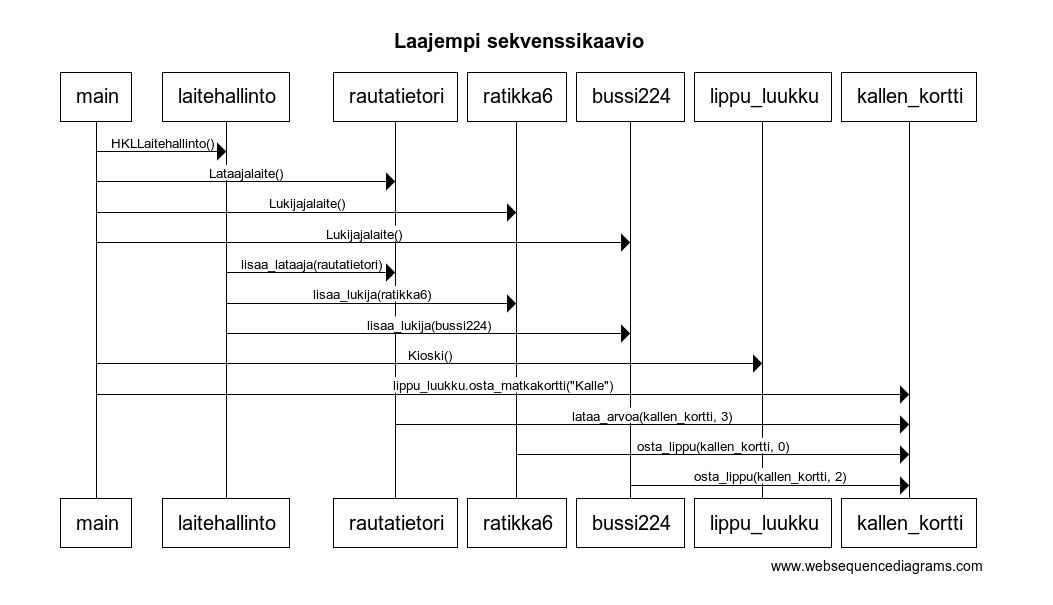 Laajempi sekvenssikaavio
main laitehallinto rautatietori ratikka6 bussi224 lippu_luukku kallen_kortti
HKLLaitehallinto()
Lataajalaite()
Lukijajalaite()
Lukijajalaite()
lisaa_lataaja(rautatietori)
lisaa_lukija(ratikka6)
lisaa_lukija(bussi224)
Kioski()
lippu_luukku.osta_matkakortti("Kalle")
lataa_arvoa(kallen_kortti, 3)
osta_lippu(kallen_kortti, 0)
osta_lippu(kallen_kortti, 2)
main laitehallinto rautatietori ratikka6 bussi224 lippu_luukku kallen_kortti
www.websequencediagrams.com